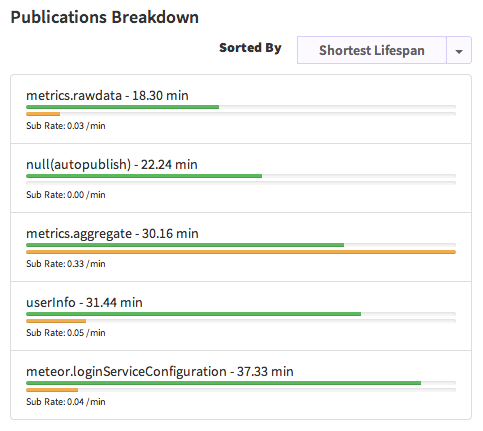 Publications Breakdown
Sorted By Shortest Lifespan
metrics.rawdata - 18.30 min
Sub Rate: 0.03 / min
null(autopublish) - 22.24 min
Sub Rate: 0.00 / min
metrics.aggregate - 30.16 min
Sub Rate: 0.33 / min
userInfo - 31.44 min
Sub Rate: 0.05 / min
meteor.loginServiceConfiguration - 37.33 min
Sub Rate: 0.04 / min